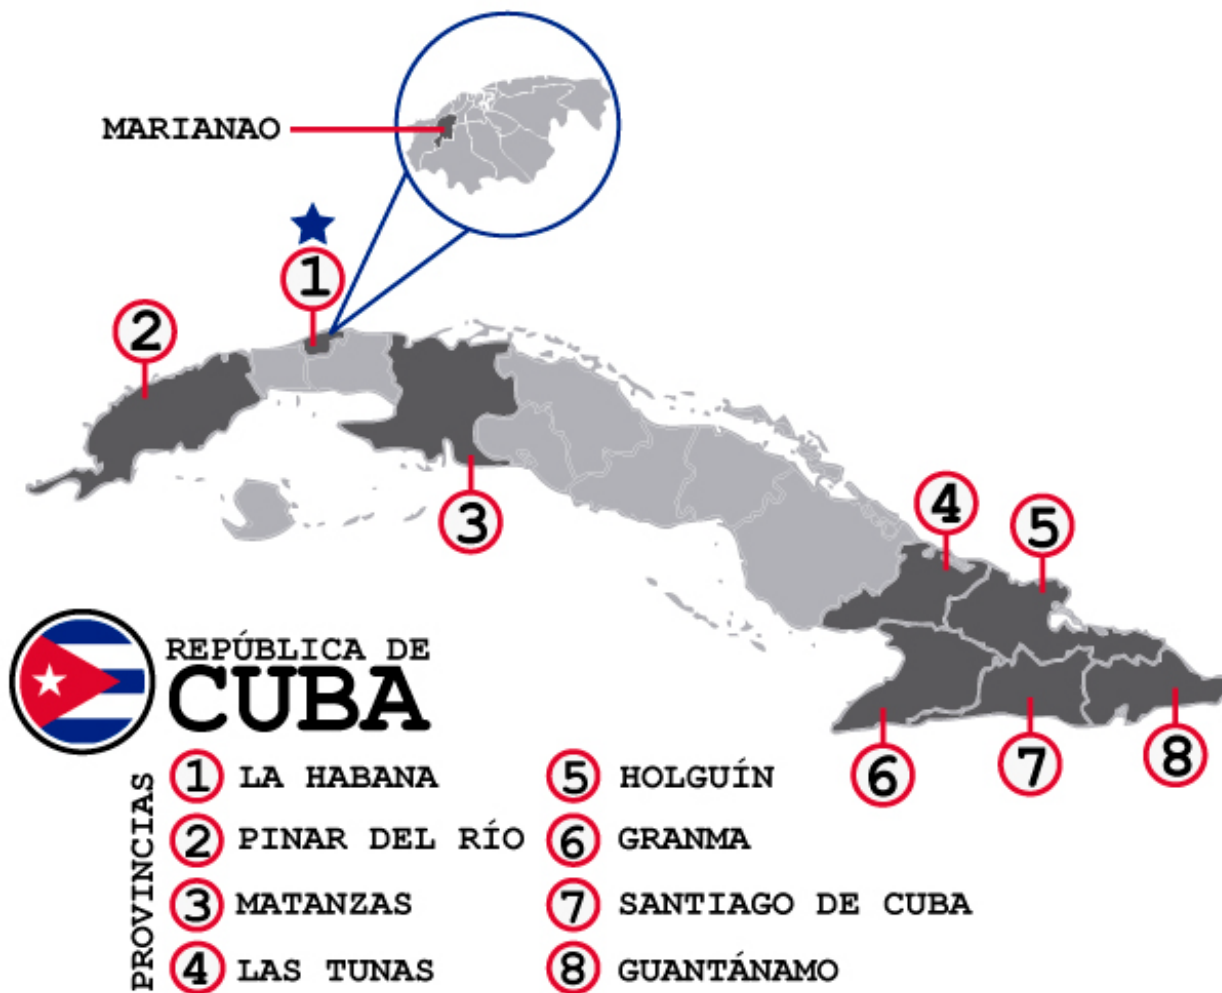 MARIANAO
1
2
3
4
5
6
7
8
REPÚBLICA DE
CUBA
PROVINCIAS
1 LA HABANA
2 PINAR DEL RÍO
3 MATANZAS
4 LAS TUNAS
5 HOLGUÍN
6 GRANMA
7 SANTIAGO DE CUBA
8 GUANTÁNAMO